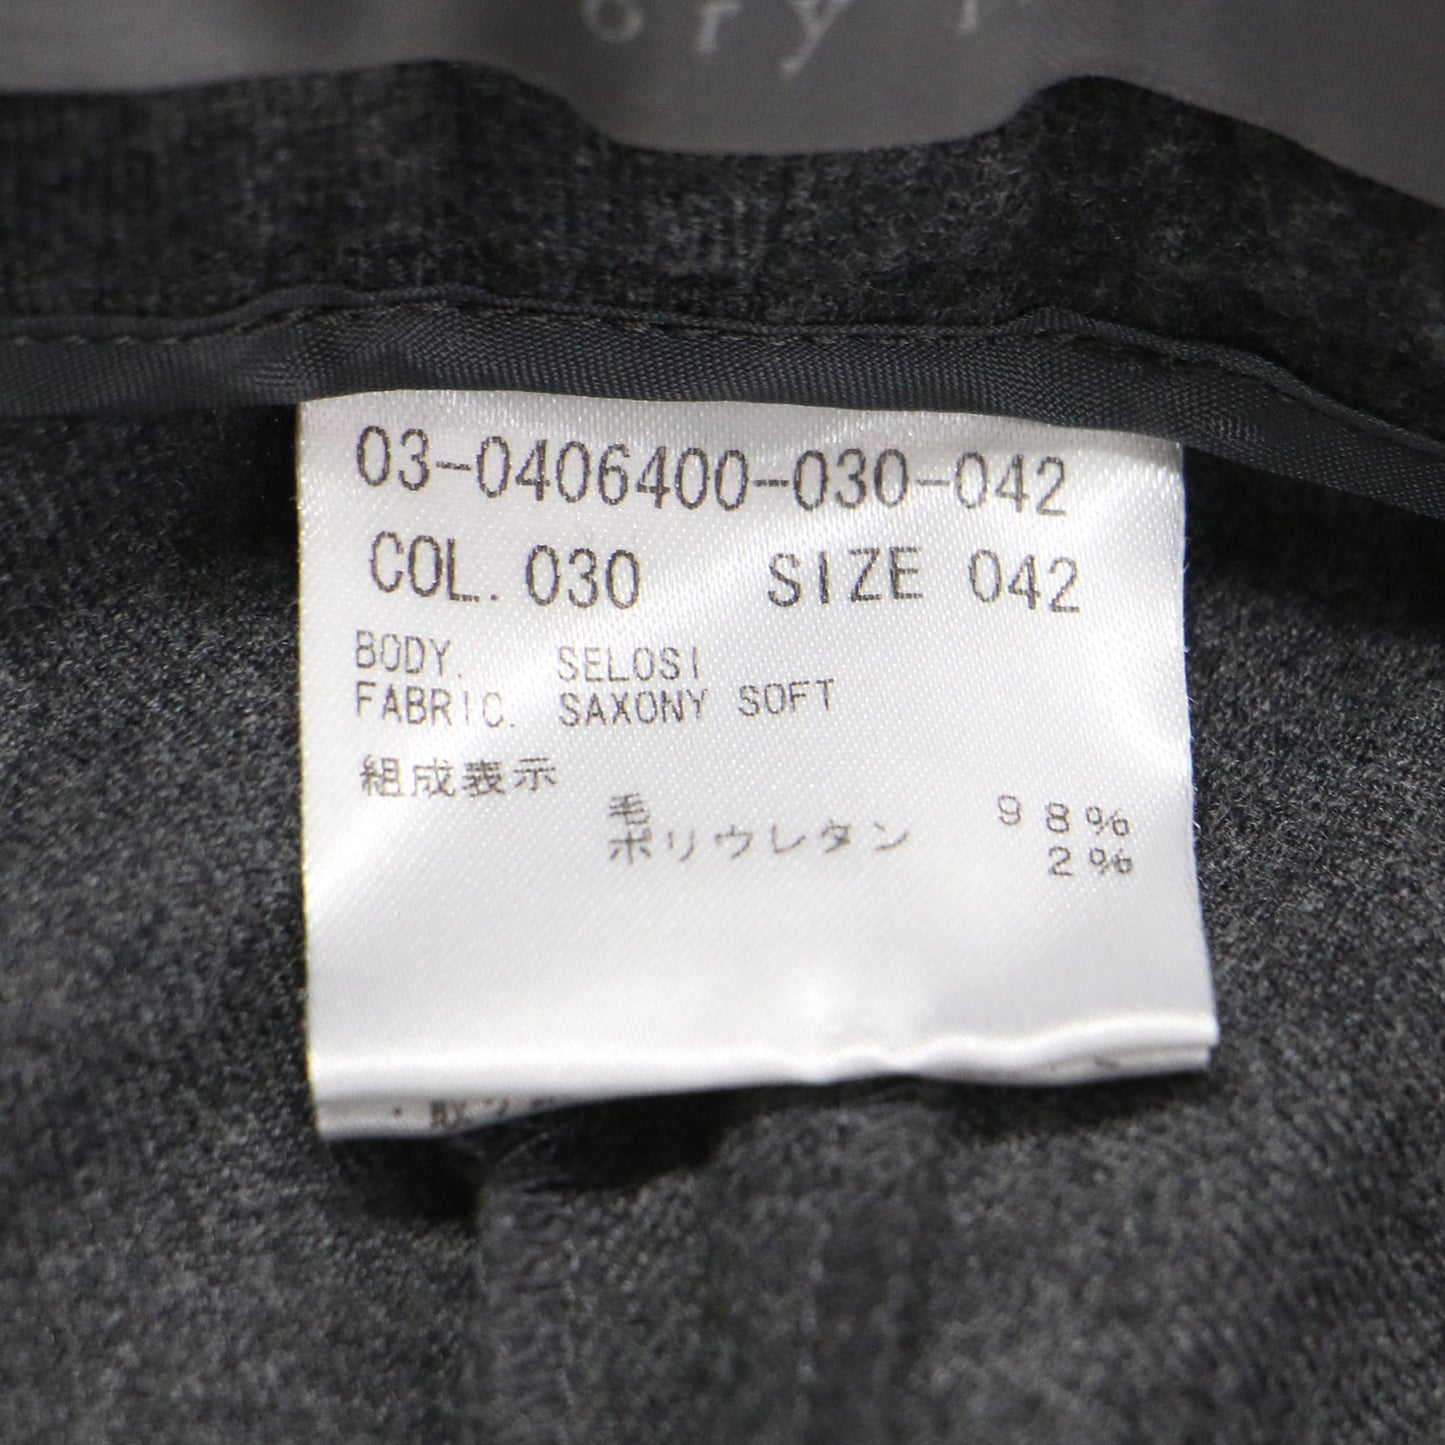 ory
03-0406400-030-042
COL. 030 SIZE 042
BODY. SELOSI
FABRIC. SAXONY SOFT
組成表示
毛 98%
ポリウレタン 2%